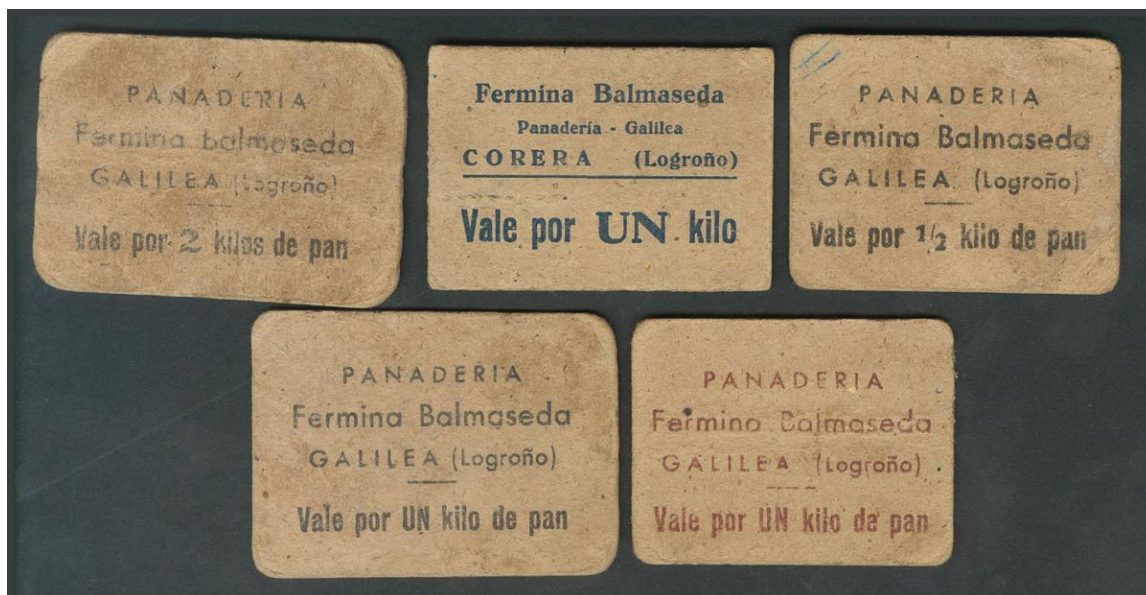 PANADERIA
Fermina Balmaseda
GALILEA (Logroño)
Vale por 2 kilos de pan
Fermina Balmaseda
Panadería - Galilea
CORERA (Logroño)
Vale por UN kilo
PANADERIA
Fermina Balmaseda
GALILEA (Logroño)
Vale por 1/2 kilo de pan
PANADERIA
Fermina Balmaseda
GALILEA (Logroño)
Vale por UN kilo de pan
PANADERIA
Fermina Balmaseda
GALILEA (Logroño)
Vale por UN kilo de pan